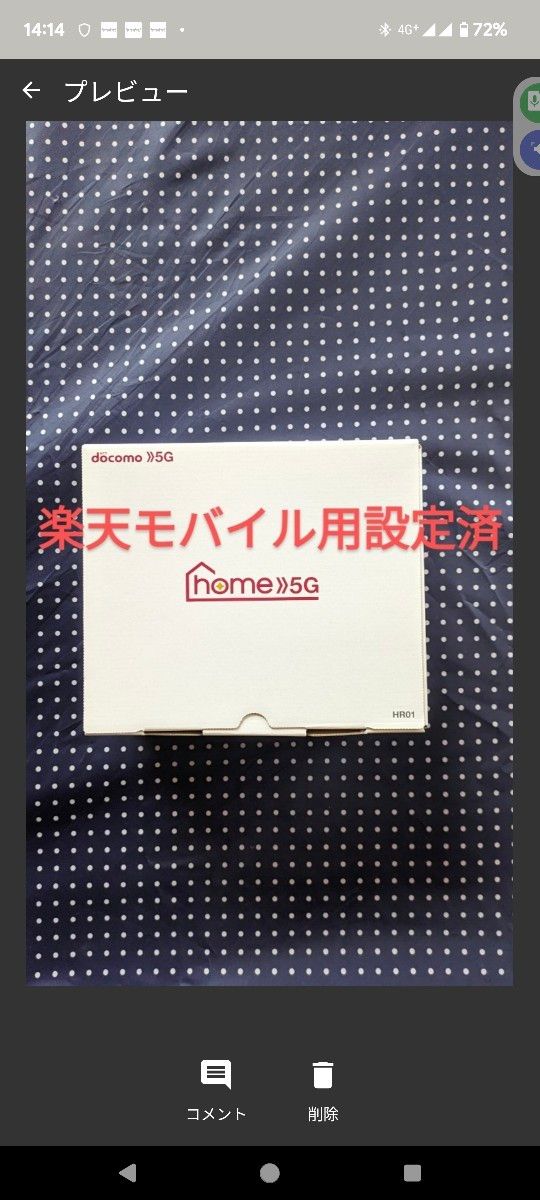 14:14
4G+ 72%
プレビュー
docomo 5G
楽天モバイル用設定済
home 5G
HR01
コメント
削除